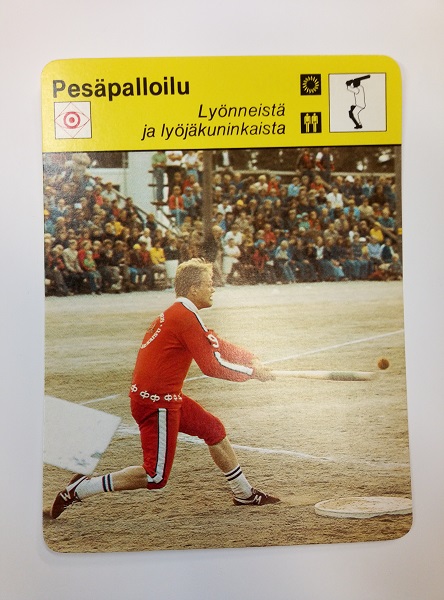 Pesäpalloilu
Lyönneistä
ja lyöjäkuninkaista